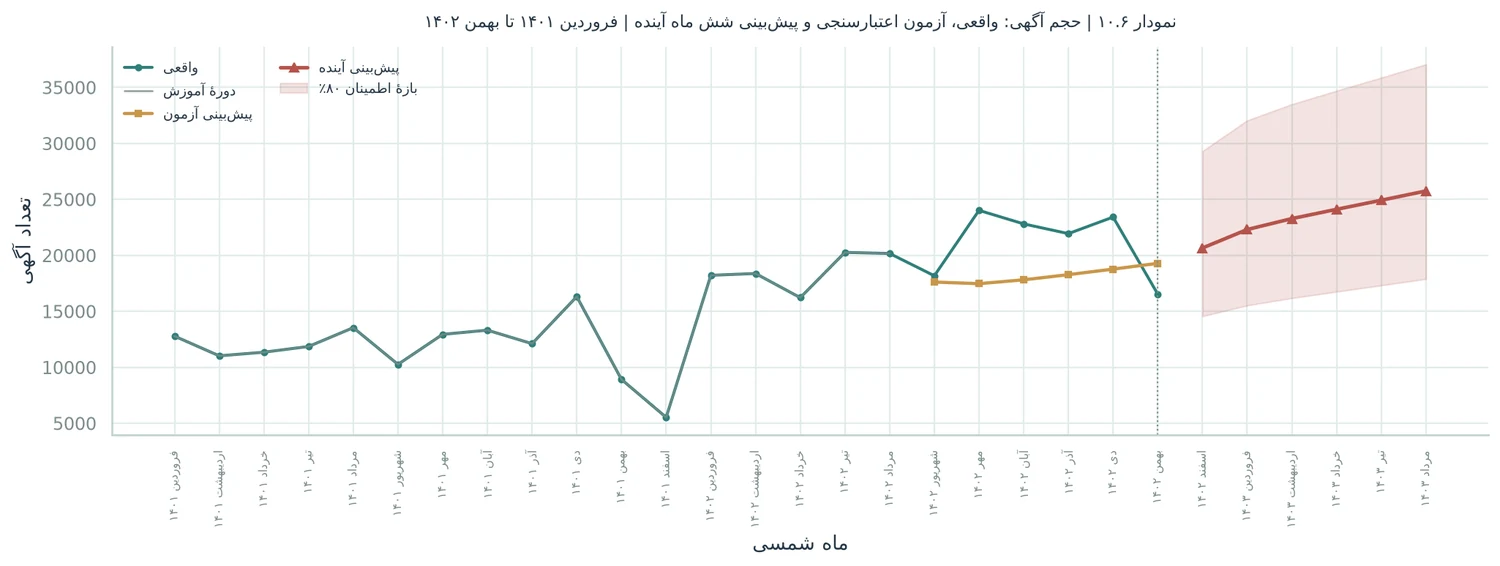 نمودار ۱۰.۶ | حجم آگهی: واقعی، آزمون اعتبارسنجی و پیش‌بینی شش ماه آینده | فروردین ۱۴۰۱ تا بهمن ۱۴۰۲
واقعی
دورهٔ آموزش
پیش‌بینی آزمون
پیش‌بینی آینده
بازهٔ اطمینان ۸۰٪
تعداد آگهی
35000
30000
25000
20000
15000
10000
5000
فروردین ۱۴۰۱
اردیبهشت ۱۴۰۱
خرداد ۱۴۰۱
تیر ۱۴۰۱
مرداد ۱۴۰۱
شهریور ۱۴۰۱
مهر ۱۴۰۱
آبان ۱۴۰۱
آذر ۱۴۰۱
دی ۱۴۰۱
بهمن ۱۴۰۱
اسفند ۱۴۰۱
فروردین ۱۴۰۲
اردیبهشت ۱۴۰۲
خرداد ۱۴۰۲
تیر ۱۴۰۲
مرداد ۱۴۰۲
شهریور ۱۴۰۲
مهر ۱۴۰۲
آبان ۱۴۰۲
آذر ۱۴۰۲
دی ۱۴۰۲
بهمن ۱۴۰۲
اسفند ۱۴۰۲
فروردین ۱۴۰۳
اردیبهشت ۱۴۰۳
خرداد ۱۴۰۳
تیر ۱۴۰۳
مرداد ۱۴۰۳
ماه شمسی